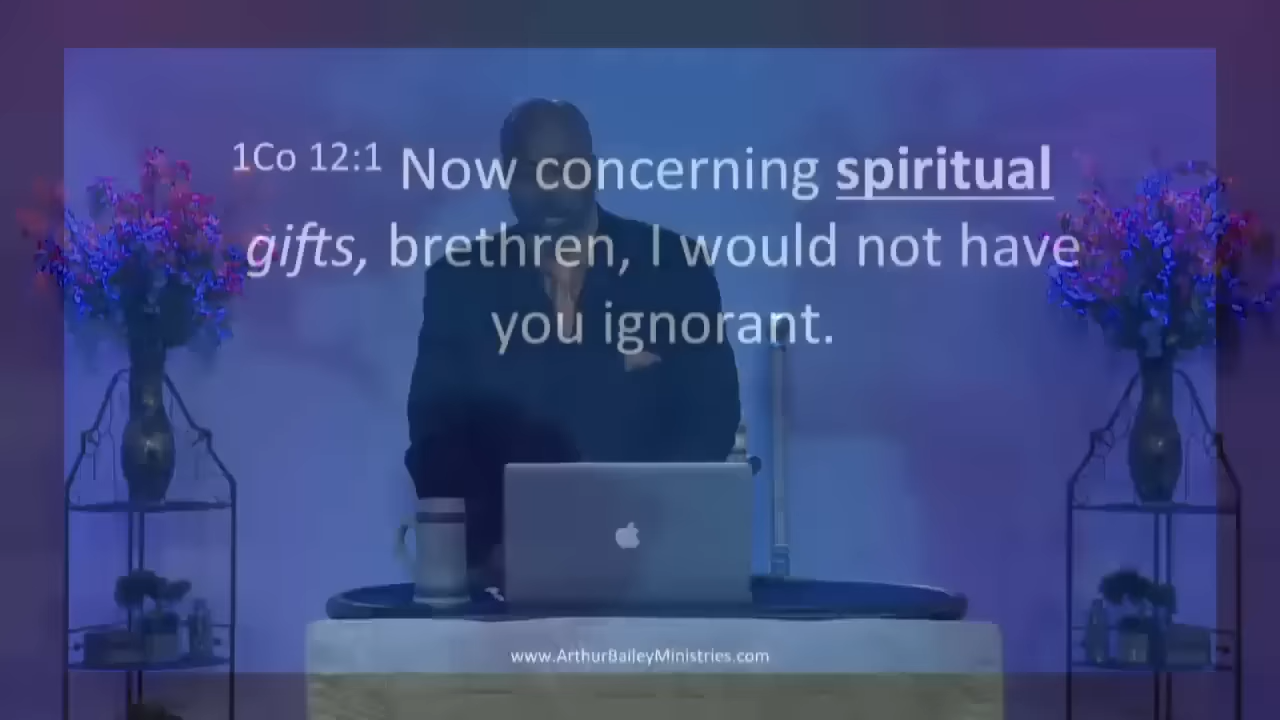 1Co 12:1 Now concerning spiritual
gifts, brethren, I would not have
you ignorant.
www.ArthurBaileyMinistries.com